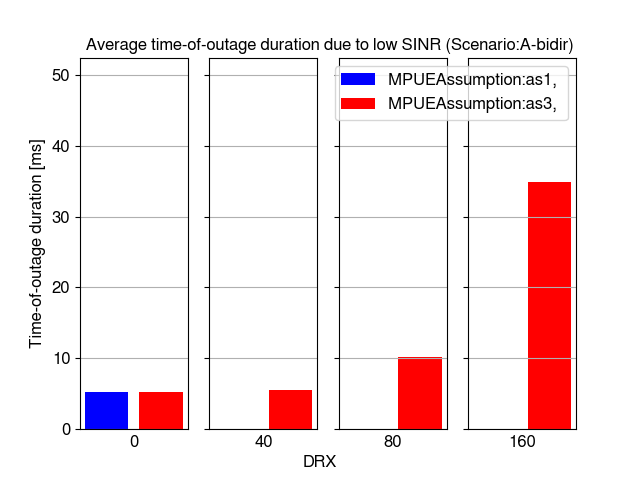 Average time-of-outage duration due to low SINR (Scenario:A-bidir)
MPUEAssumption:as1,
MPUEAssumption:as3,
Time-of-outage duration [ms]
50
40
30
20
10
0
0
40
80
160
DRX